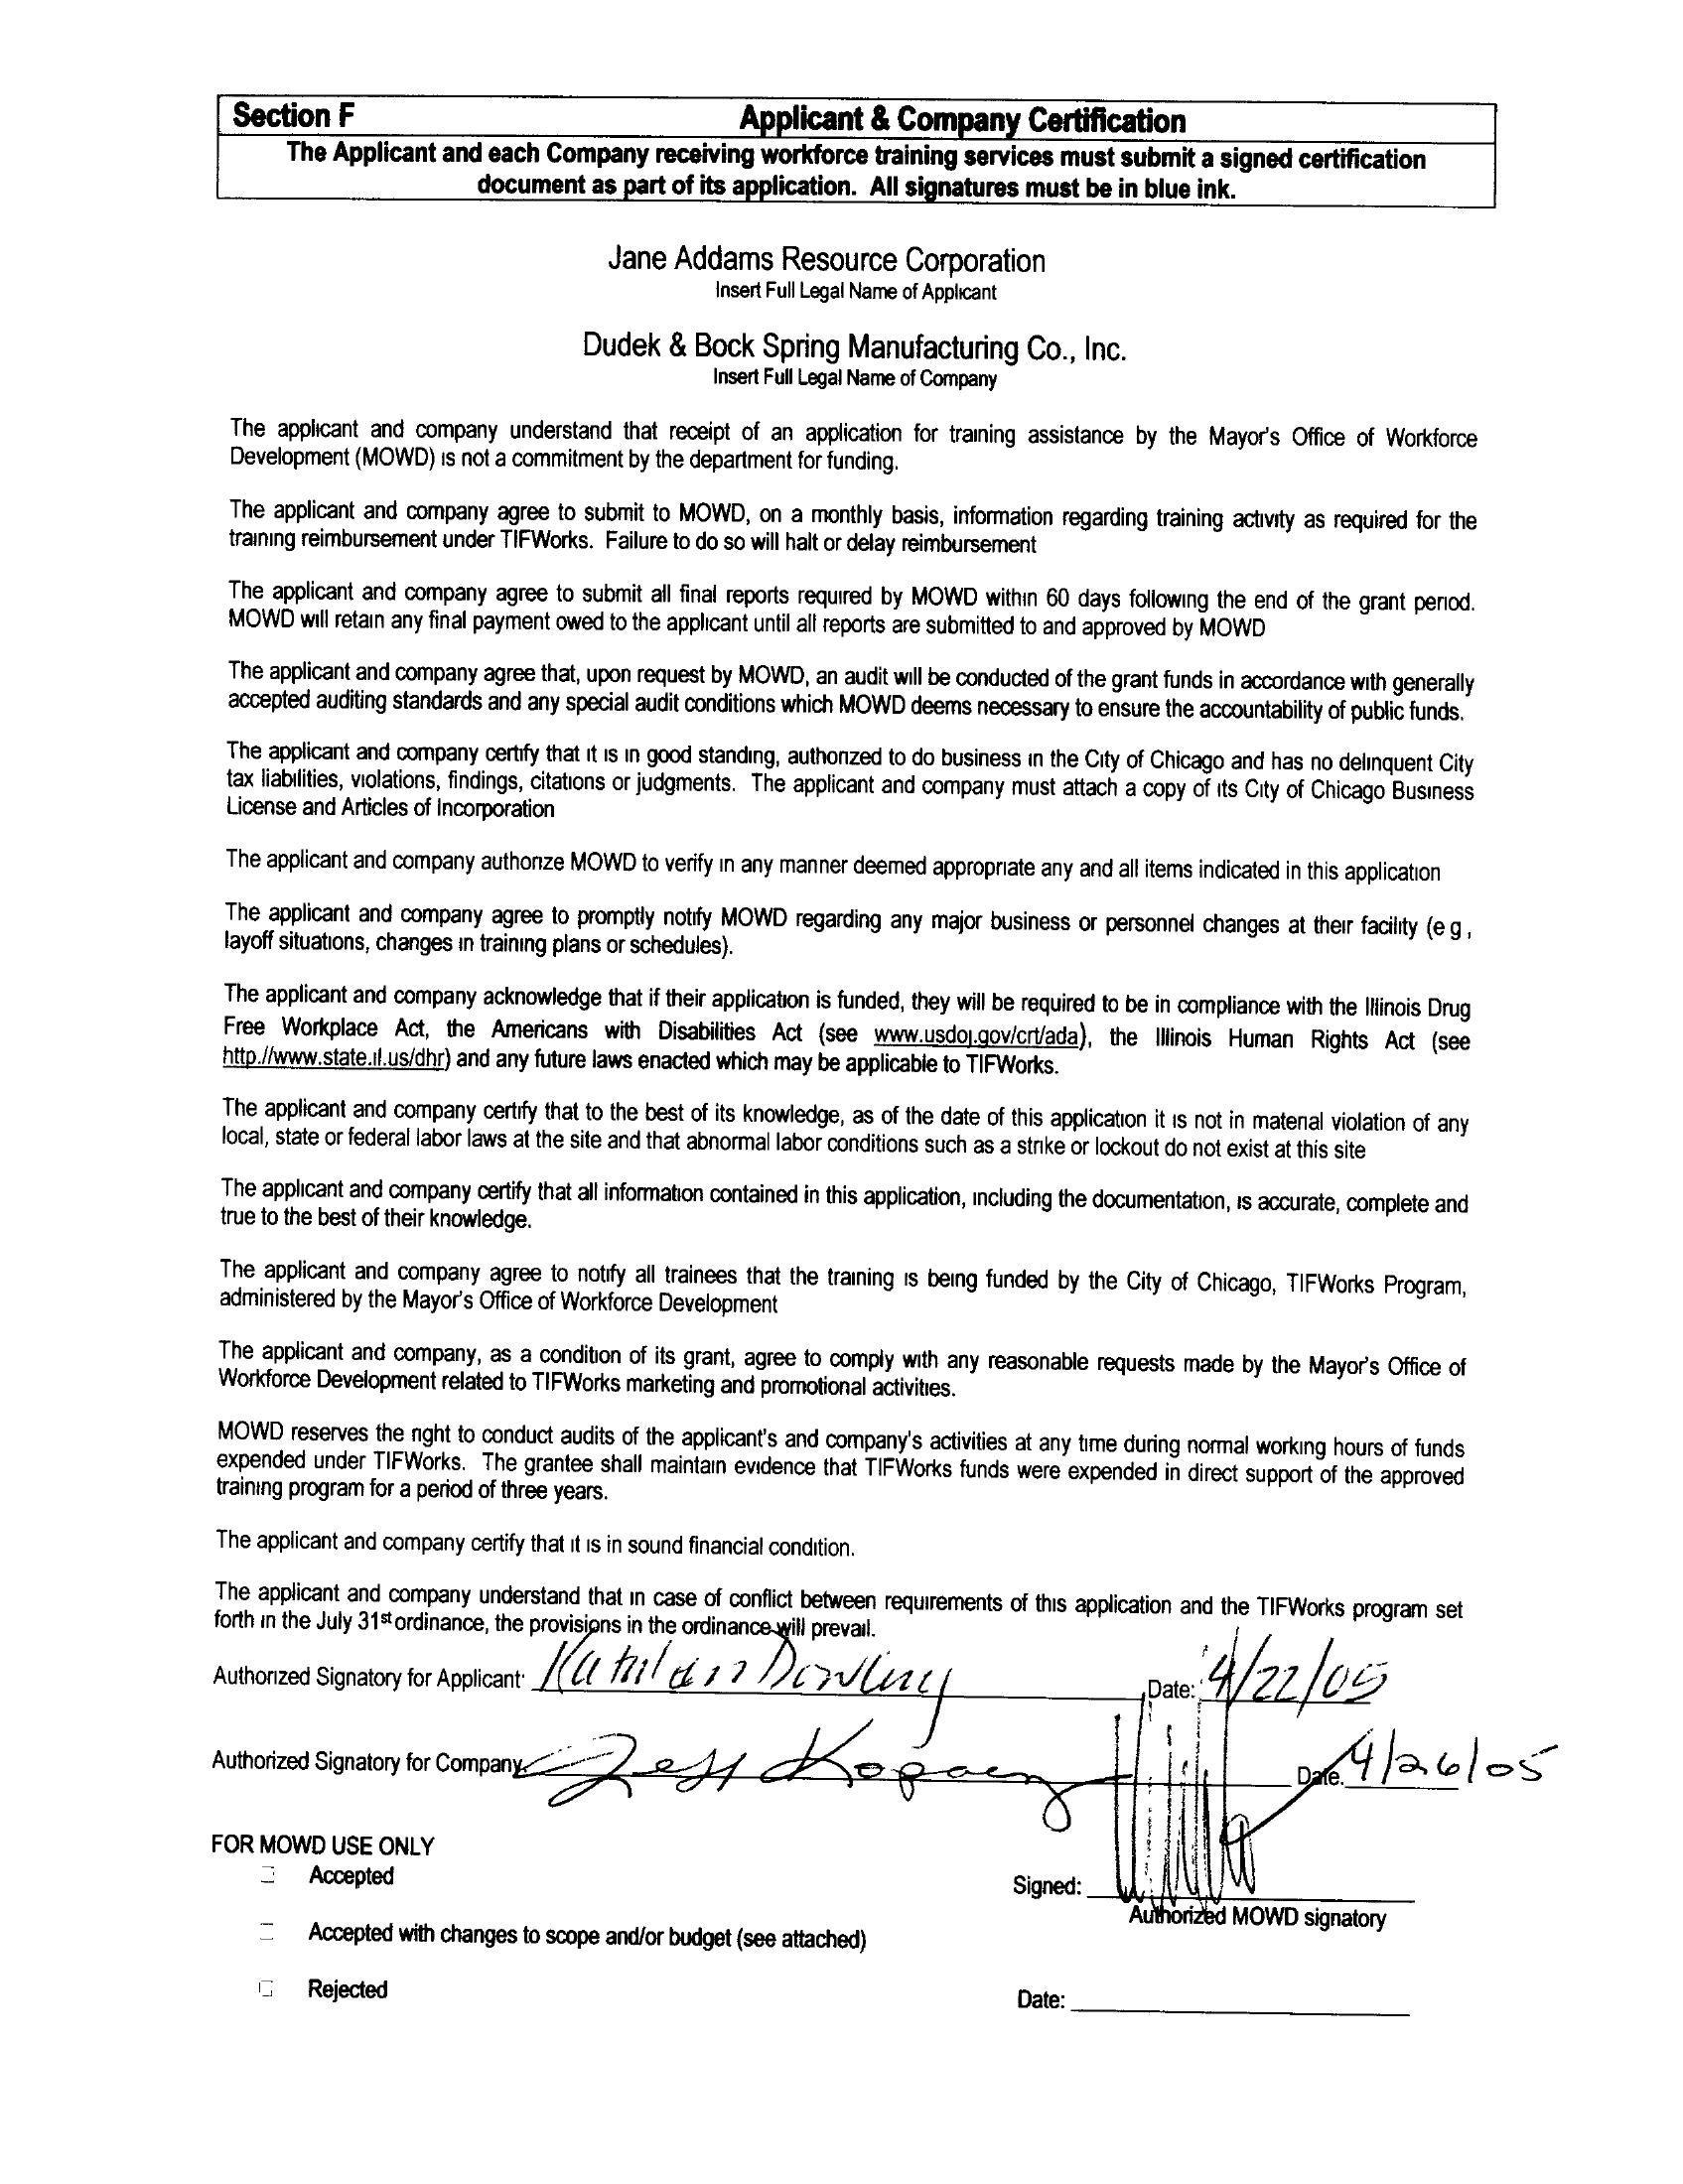 Section F
Applicant & Company Certification
The Applicant and each Company receiving workforce training services must submit a signed certification
document as part of its application. All signatures must be in blue ink.
Jane Addams Resource Corporation
Insert Full Legal Name of Applicant
Dudek & Bock Spring Manufacturing Co., Inc.
Insert Full Legal Name of Company
The applicant and company understand that receipt of an application for training assistance by the Mayor's Office of Workforce
Development (MOWD) is not a commitment by the department for funding.
The applicant and company agree to submit to MOWD, on a monthly basis, information regarding training activity as required for the
training reimbursement under TIFWorks. Failure to do so will halt or delay reimbursement
The applicant and company agree to submit all final reports required by MOWD within 60 days following the end of the grant period.
MOWD will retain any final payment owed to the applicant until all reports are submitted to and approved by MOWD
The applicant and company agree that, upon request by MOWD, an audit will be conducted of the grant funds in accordance with generally
accepted auditing standards and any special audit conditions which MOWD deems necessary to ensure the accountability of public funds.
The applicant and company certify that it is in good standing, authorized to do business in the City of Chicago and has no delinquent City
tax liabilities, violations, findings, citations or judgments. The applicant and company must attach a copy of its City of Chicago Business
License and Articles of Incorporation
The applicant and company authorize MOWD to verify in any manner deemed appropriate any and all items indicated in this application
The applicant and company agree to promptly notify MOWD regarding any major business or personnel changes at their facility (e g ,
layoff situations, changes in training plans or schedules).
The applicant and company acknowledge that if their application is funded, they will be required to be in compliance with the Illinois Drug
Free Workplace Act, the Americans with Disabilities Act (see www.usdoj.gov/crt/ada), the Illinois Human Rights Act (see
http.//www.state.il.us/dhr) and any future laws enacted which may be applicable to TIFWorks.
The applicant and company certify that to the best of its knowledge, as of the date of this application it is not in material violation of any
local, state or federal labor laws at the site and that abnormal labor conditions such as a strike or lockout do not exist at this site
The applicant and company certify that all information contained in this application, including the documentation, is accurate, complete and
true to the best of their knowledge.
The applicant and company agree to notify all trainees that the training is being funded by the City of Chicago, TIFWorks Program,
administered by the Mayor's Office of Workforce Development
The applicant and company, as a condition of its grant, agree to comply with any reasonable requests made by the Mayor's Office of
Workforce Development related to TIFWorks marketing and promotional activities.
MOWD reserves the right to conduct audits of the applicant's and company's activities at any time during normal working hours of funds
expended under TIFWorks. The grantee shall maintain evidence that TIFWorks funds were expended in direct support of the approved
training program for a period of three years.
The applicant and company certify that it is in sound financial condition.
The applicant and company understand that in case of conflict between requirements of this application and the TIFWorks program set
forth in the July 31st ordinance, the provisions in the ordinance will prevail.
Authorized Signatory for Applicant: Date: 4/22/05
Authorized Signatory for Company. Date. 4/26/05
FOR MOWD USE ONLY
Accepted
Signed:
Authorized MOWD signatory
Accepted with changes to scope and/or budget (see attached)
Rejected
Date: